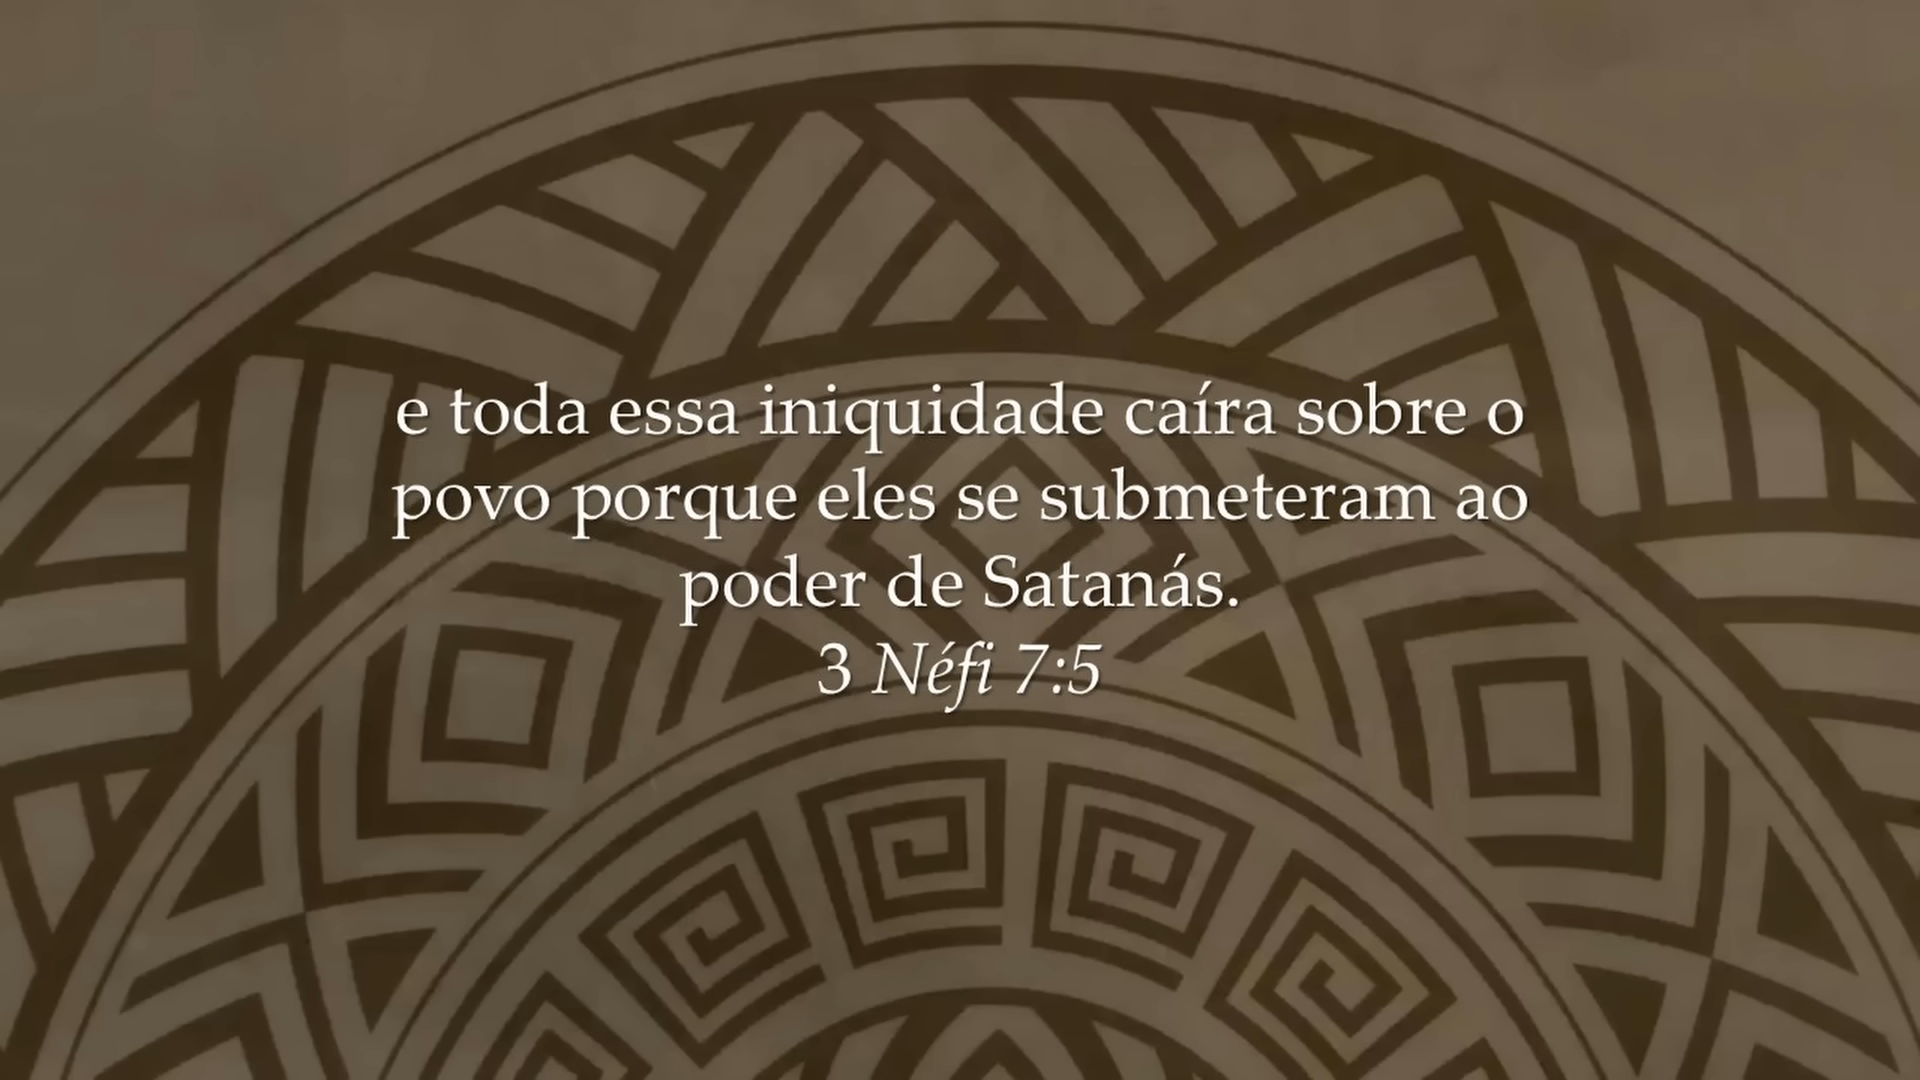 e toda essa iniquidade caíra sobre o
povo porque eles se submeteram ao
poder de Satanás.
3 Néfi 7:5